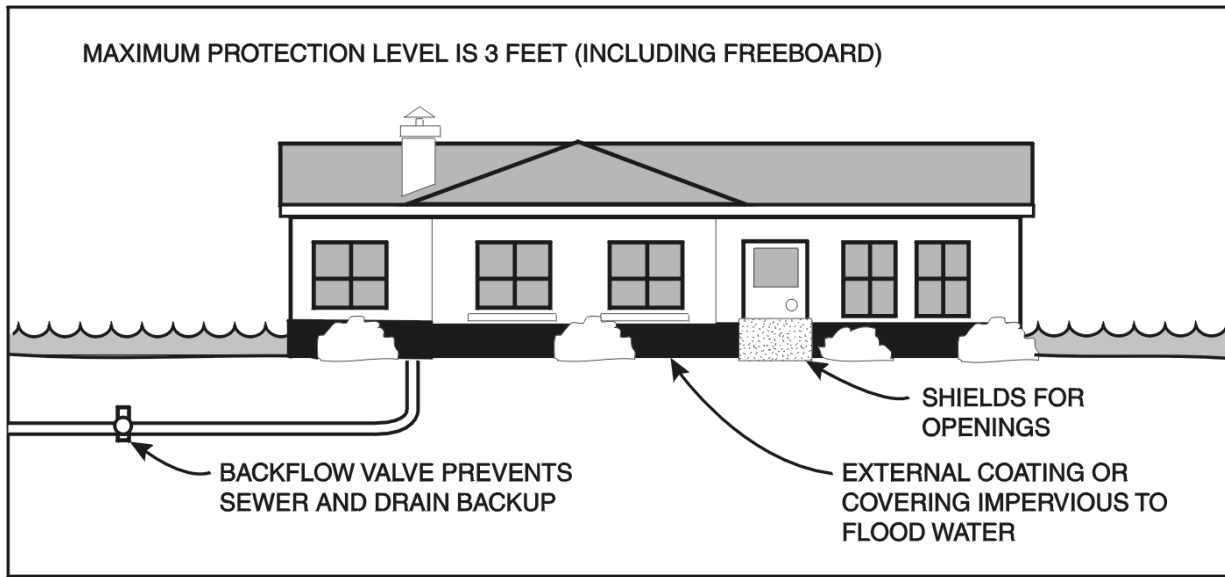 MAXIMUM PROTECTION LEVEL IS 3 FEET (INCLUDING FREEBOARD)
SHIELDS FOR
OPENINGS
BACKFLOW VALVE PREVENTS
SEWER AND DRAIN BACKUP
EXTERNAL COATING OR
COVERING IMPERVIOUS TO
FLOOD WATER